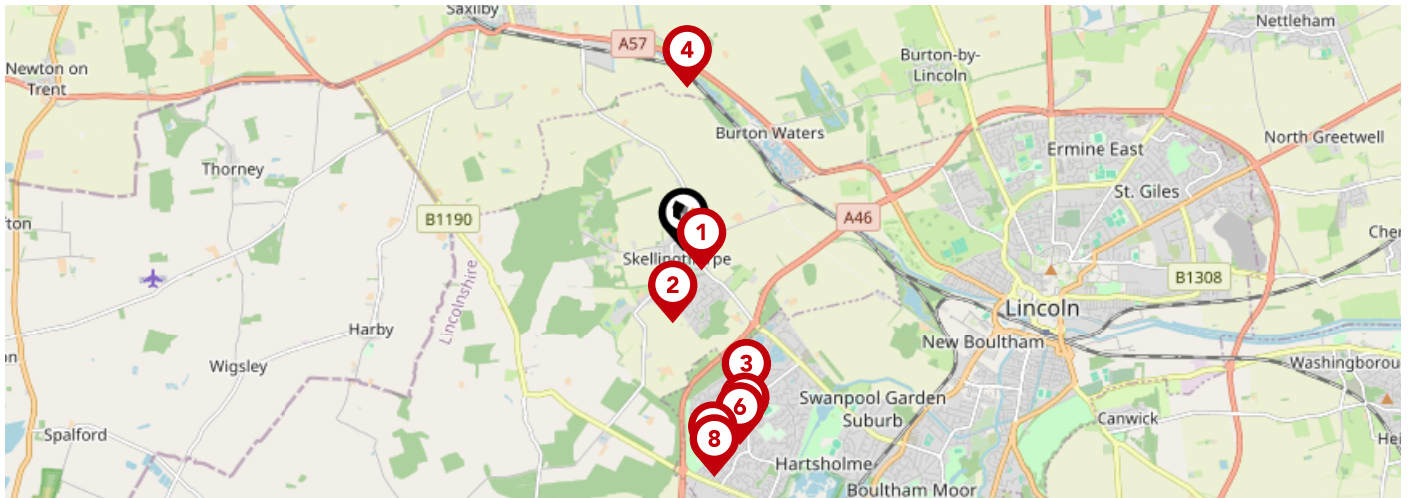 Saxilby
A57
4
Nettleham
Burton-by-
Lincoln
Newton on
Trent
Burton Waters
North Greetwell
Ermine East
Thorney
St. Giles
B1190
A46
1
Skellingthorpe
2
B1308
Lincolnshire
Lincoln
Harby
New Boultham
Wigsley
3
Washingborou
6
Swanpool Garden
Suburb
Canwick
8
Spalford
Hartsholme
Boultham Moor